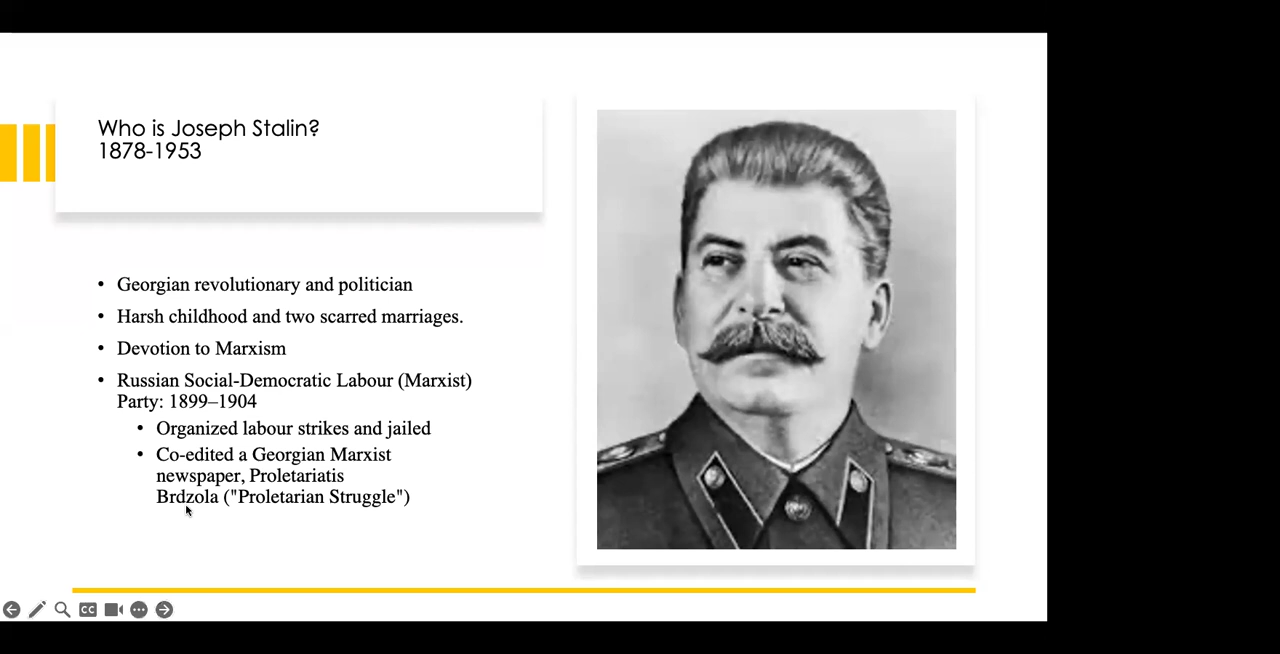 Who is Joseph Stalin?
1878-1953
• Georgian revolutionary and politician
• Harsh childhood and two scarred marriages.
• Devotion to Marxism
• Russian Social-Democratic Labour (Marxist)
Party: 1899–1904
• Organized labour strikes and jailed
• Co-edited a Georgian Marxist
newspaper, Proletariatis
Brdzola ("Proletarian Struggle")
CC